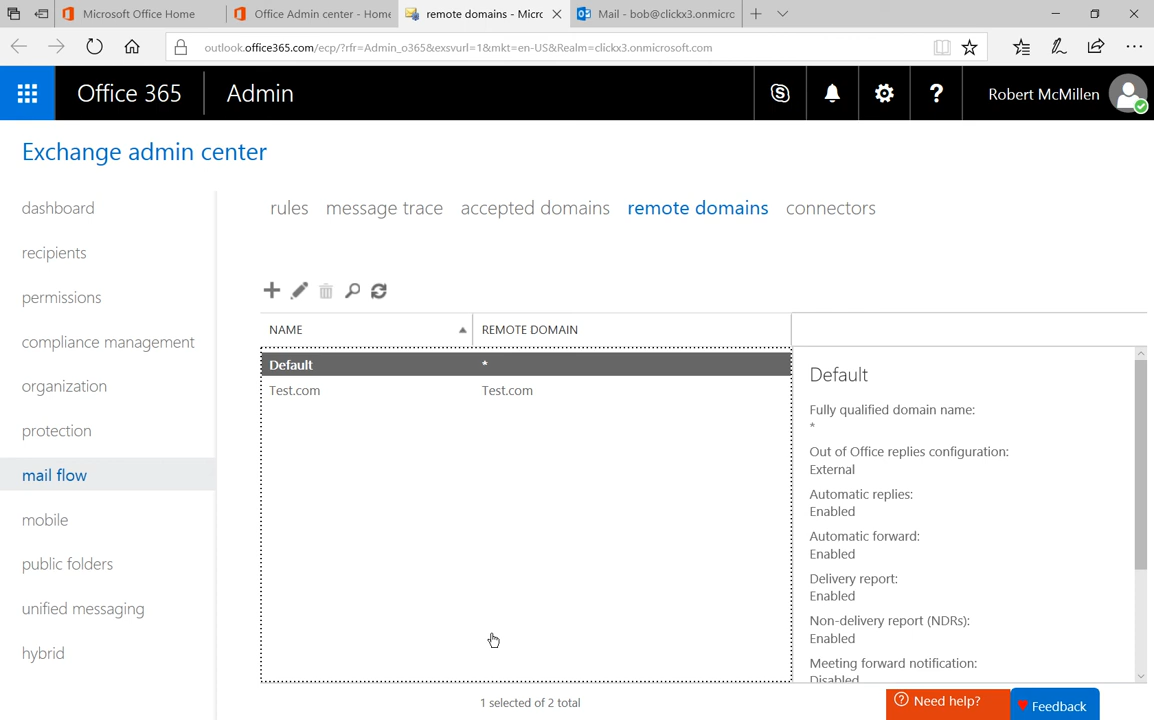 Microsoft Office Home
Office Admin center - Home
remote domains - Micro
Mail - bob@clickx3.onmicro
outlook.office365.com/ecp/?rfr=Admin_o365&exsvurl=1&mkt=en-US&Realm=clickx3.onmicrosoft.com
Office 365
Admin
Robert McMillen
Exchange admin center
dashboard
recipients
permissions
compliance management
organization
protection
mail flow
mobile
public folders
unified messaging
hybrid
rules message trace accepted domains remote domains connectors
NAME REMOTE DOMAIN
Default *
Test.com Test.com
1 selected of 2 total
Default
Fully qualified domain name:
*
Out of Office replies configuration:
External
Automatic replies:
Enabled
Automatic forward:
Enabled
Delivery report:
Enabled
Non-delivery report (NDRs):
Enabled
Meeting forward notification:
Disabled
Need help?
Feedback